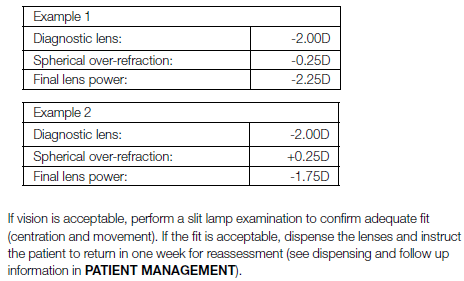 Example 1
Diagnostic lens: -2.00D
Spherical over-refraction: -0.25D
Final lens power: -2.25D
Example 2
Diagnostic lens: -2.00D
Spherical over-refraction: +0.25D
Final lens power: -1.75D
If vision is acceptable, perform a slit lamp examination to confirm adequate fit
(centration and movement). If the fit is acceptable, dispense the lenses and instruct
the patient to return in one week for reassessment (see dispensing and follow up
information in PATIENT MANAGEMENT).